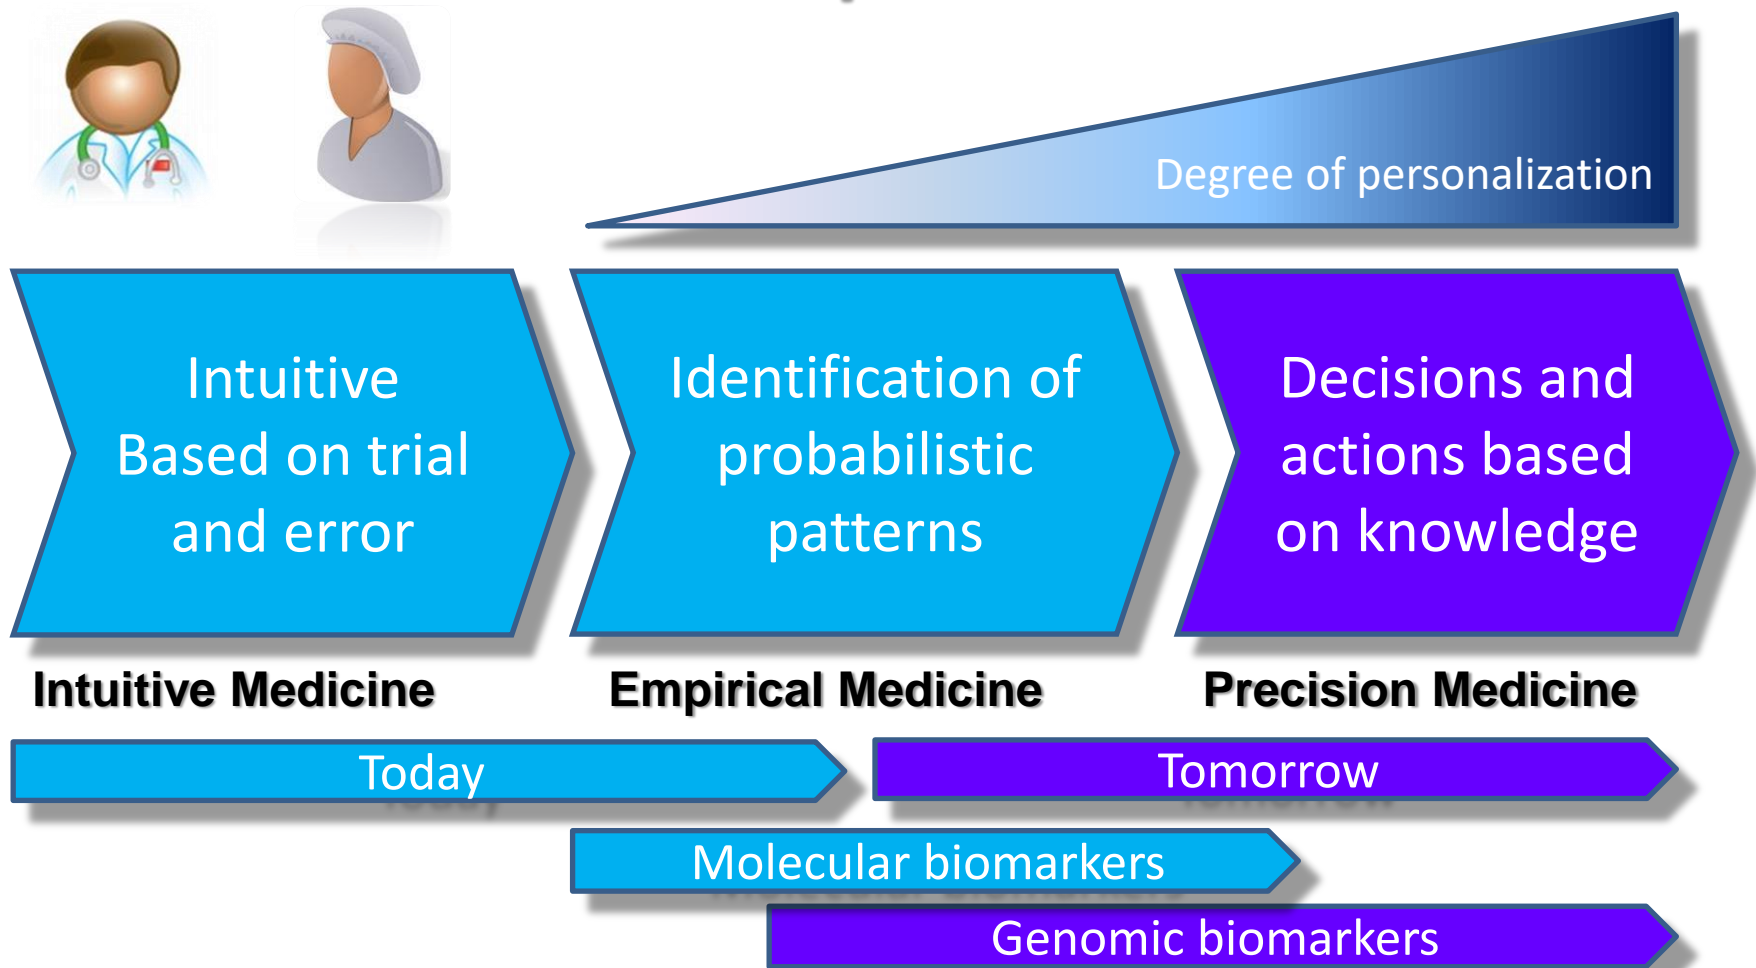 Degree of personalization
Intuitive
Based on trial
and error
Identification of
probabilistic
patterns
Decisions and
actions based
on knowledge
Intuitive Medicine
Empirical Medicine
Precision Medicine
Today
Tomorrow
Molecular biomarkers
Genomic biomarkers